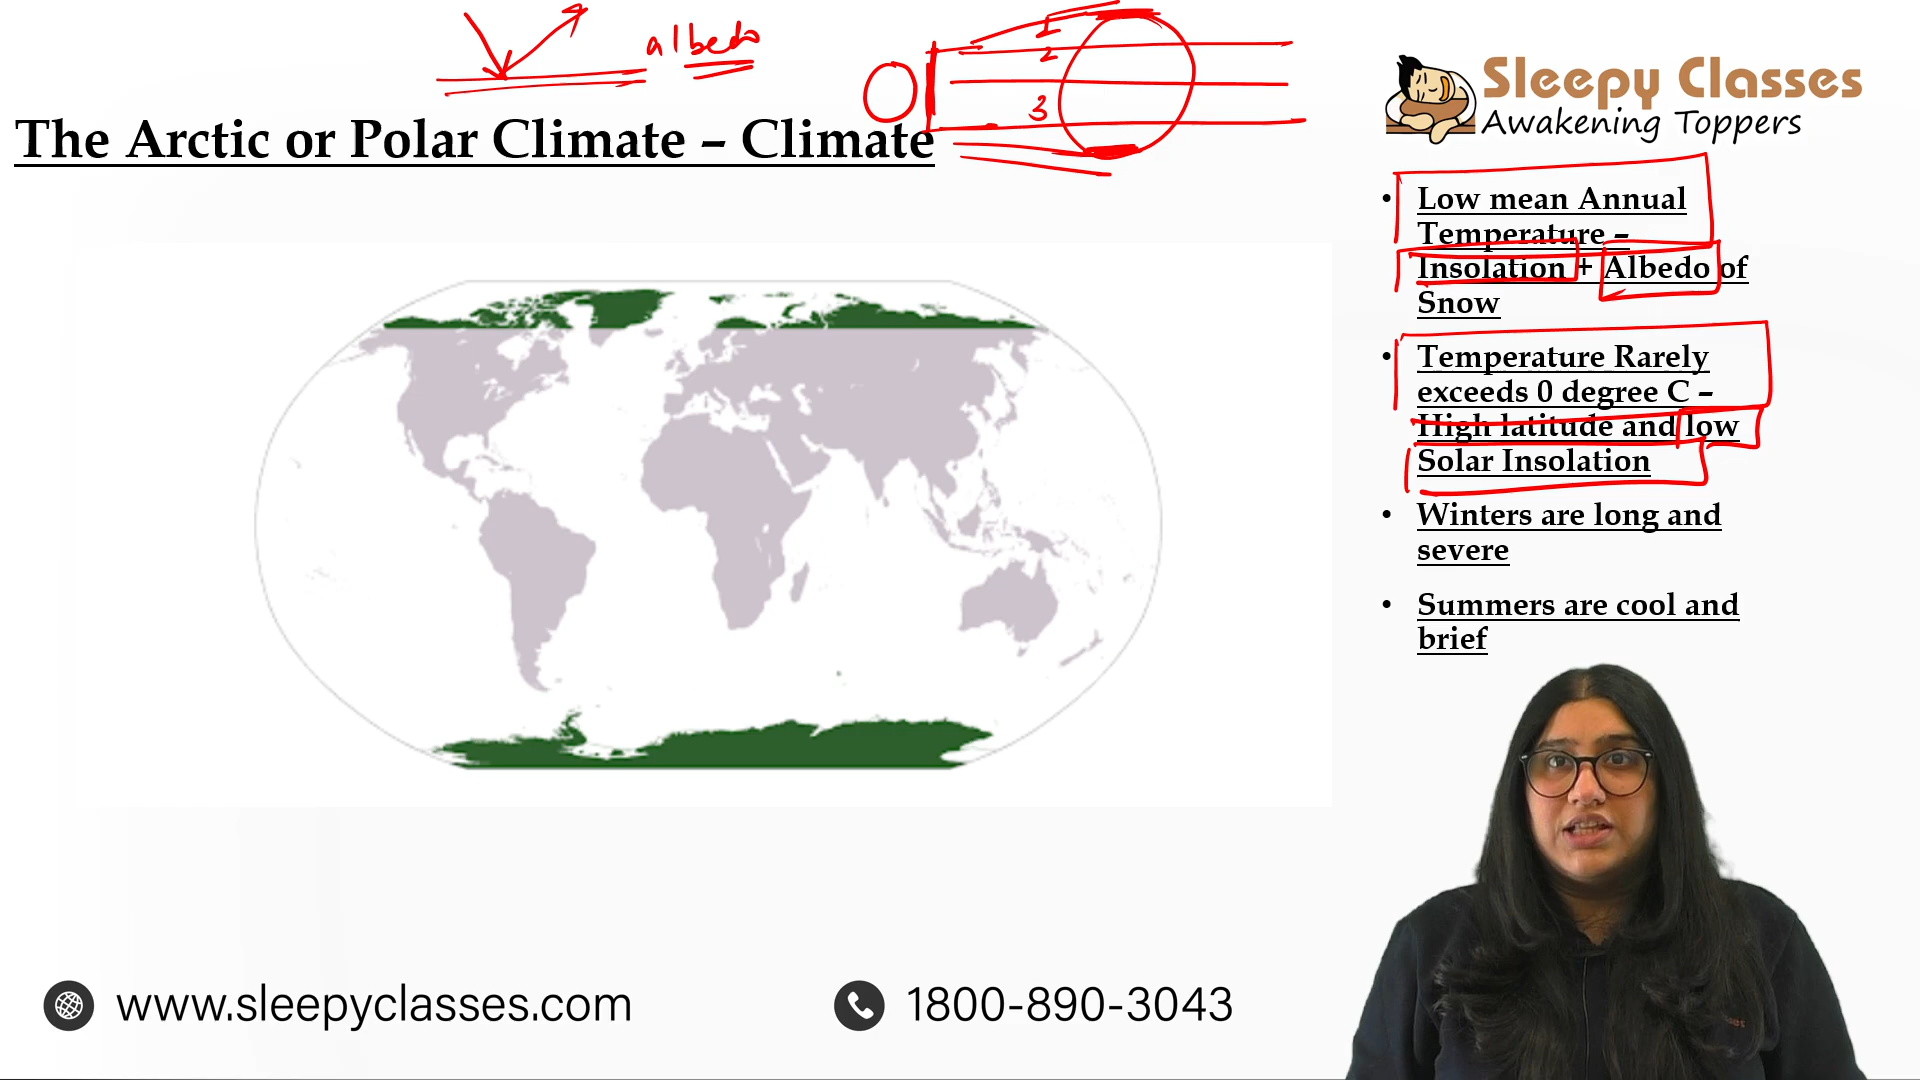 albedo
1
2
3
The Arctic or Polar Climate – Climate
Sleepy Classes
Awakening Toppers
• Low mean Annual
Temperature –
Insolation + Albedo of
Snow
• Temperature Rarely
exceeds 0 degree C –
High latitude and low
Solar Insolation
• Winters are long and
severe
• Summers are cool and
brief
www.sleepyclasses.com
1800-890-3043